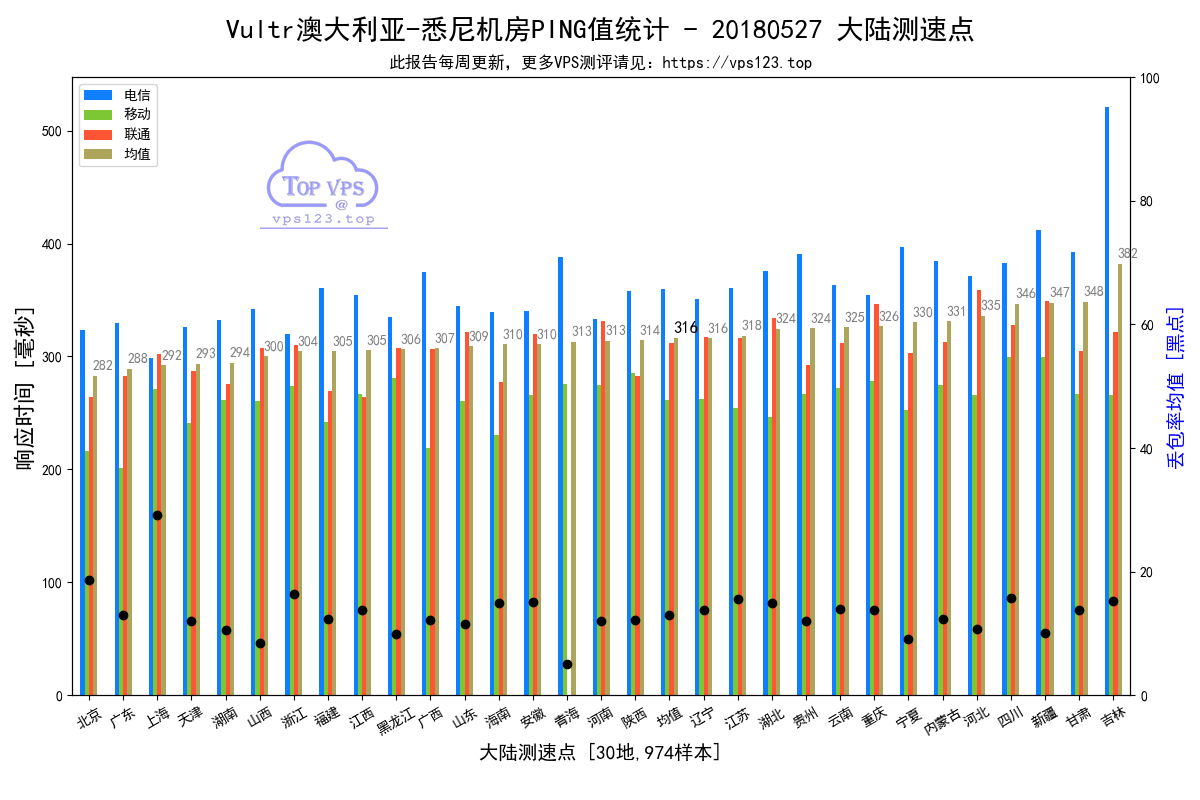 Vultr澳大利亚-悉尼机房PING值统计 - 20180527 大陆测速点
此报告每周更新, 更多VPS测评请见: https://vps123.top
电信
移动
联通
均值
TOP VPS
@
vps123.top
响应时间 [毫秒]
500
400
300
200
100
0
100
80
60
40
20
0
丢包率均值 [黑点]
282 288 292 293 294 300 304 305 305 306 307 309 310 310 313 313 314 316 316 318 324 324 325 326 330 331 335 346 347 348 382
北京 广东 上海 天津 湖南 山西 浙江 福建 江西 黑龙江 广西 山东 海南 安徽 青海 河南 陕西 均值 辽宁 江苏 湖北 贵州 云南 重庆 宁夏 内蒙古 河北 四川 新疆 甘肃 吉林
大陆测速点 [30地,974样本]